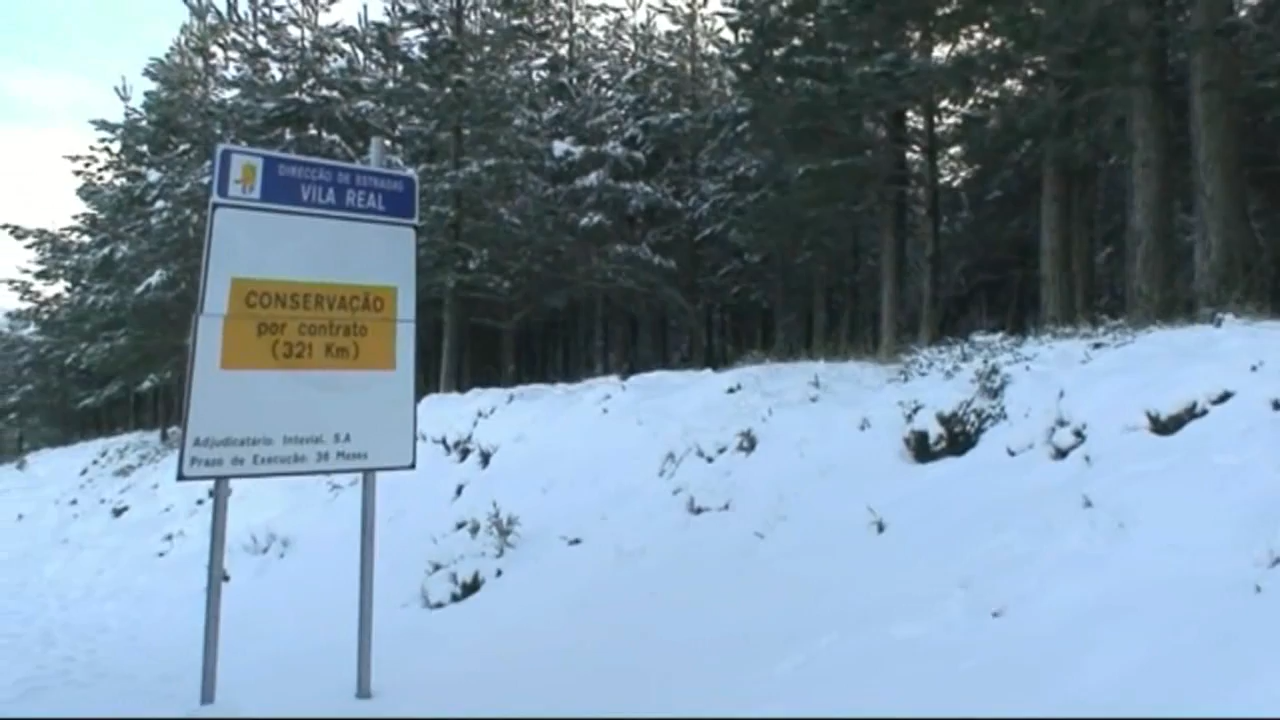 DIRECÇÃO DE ESTRADAS
VILA REAL
CONSERVAÇÃO
por contrato
(321 Km)
Adjudicatário: Intevial, S.A
Prazo de Execução: 36 Meses